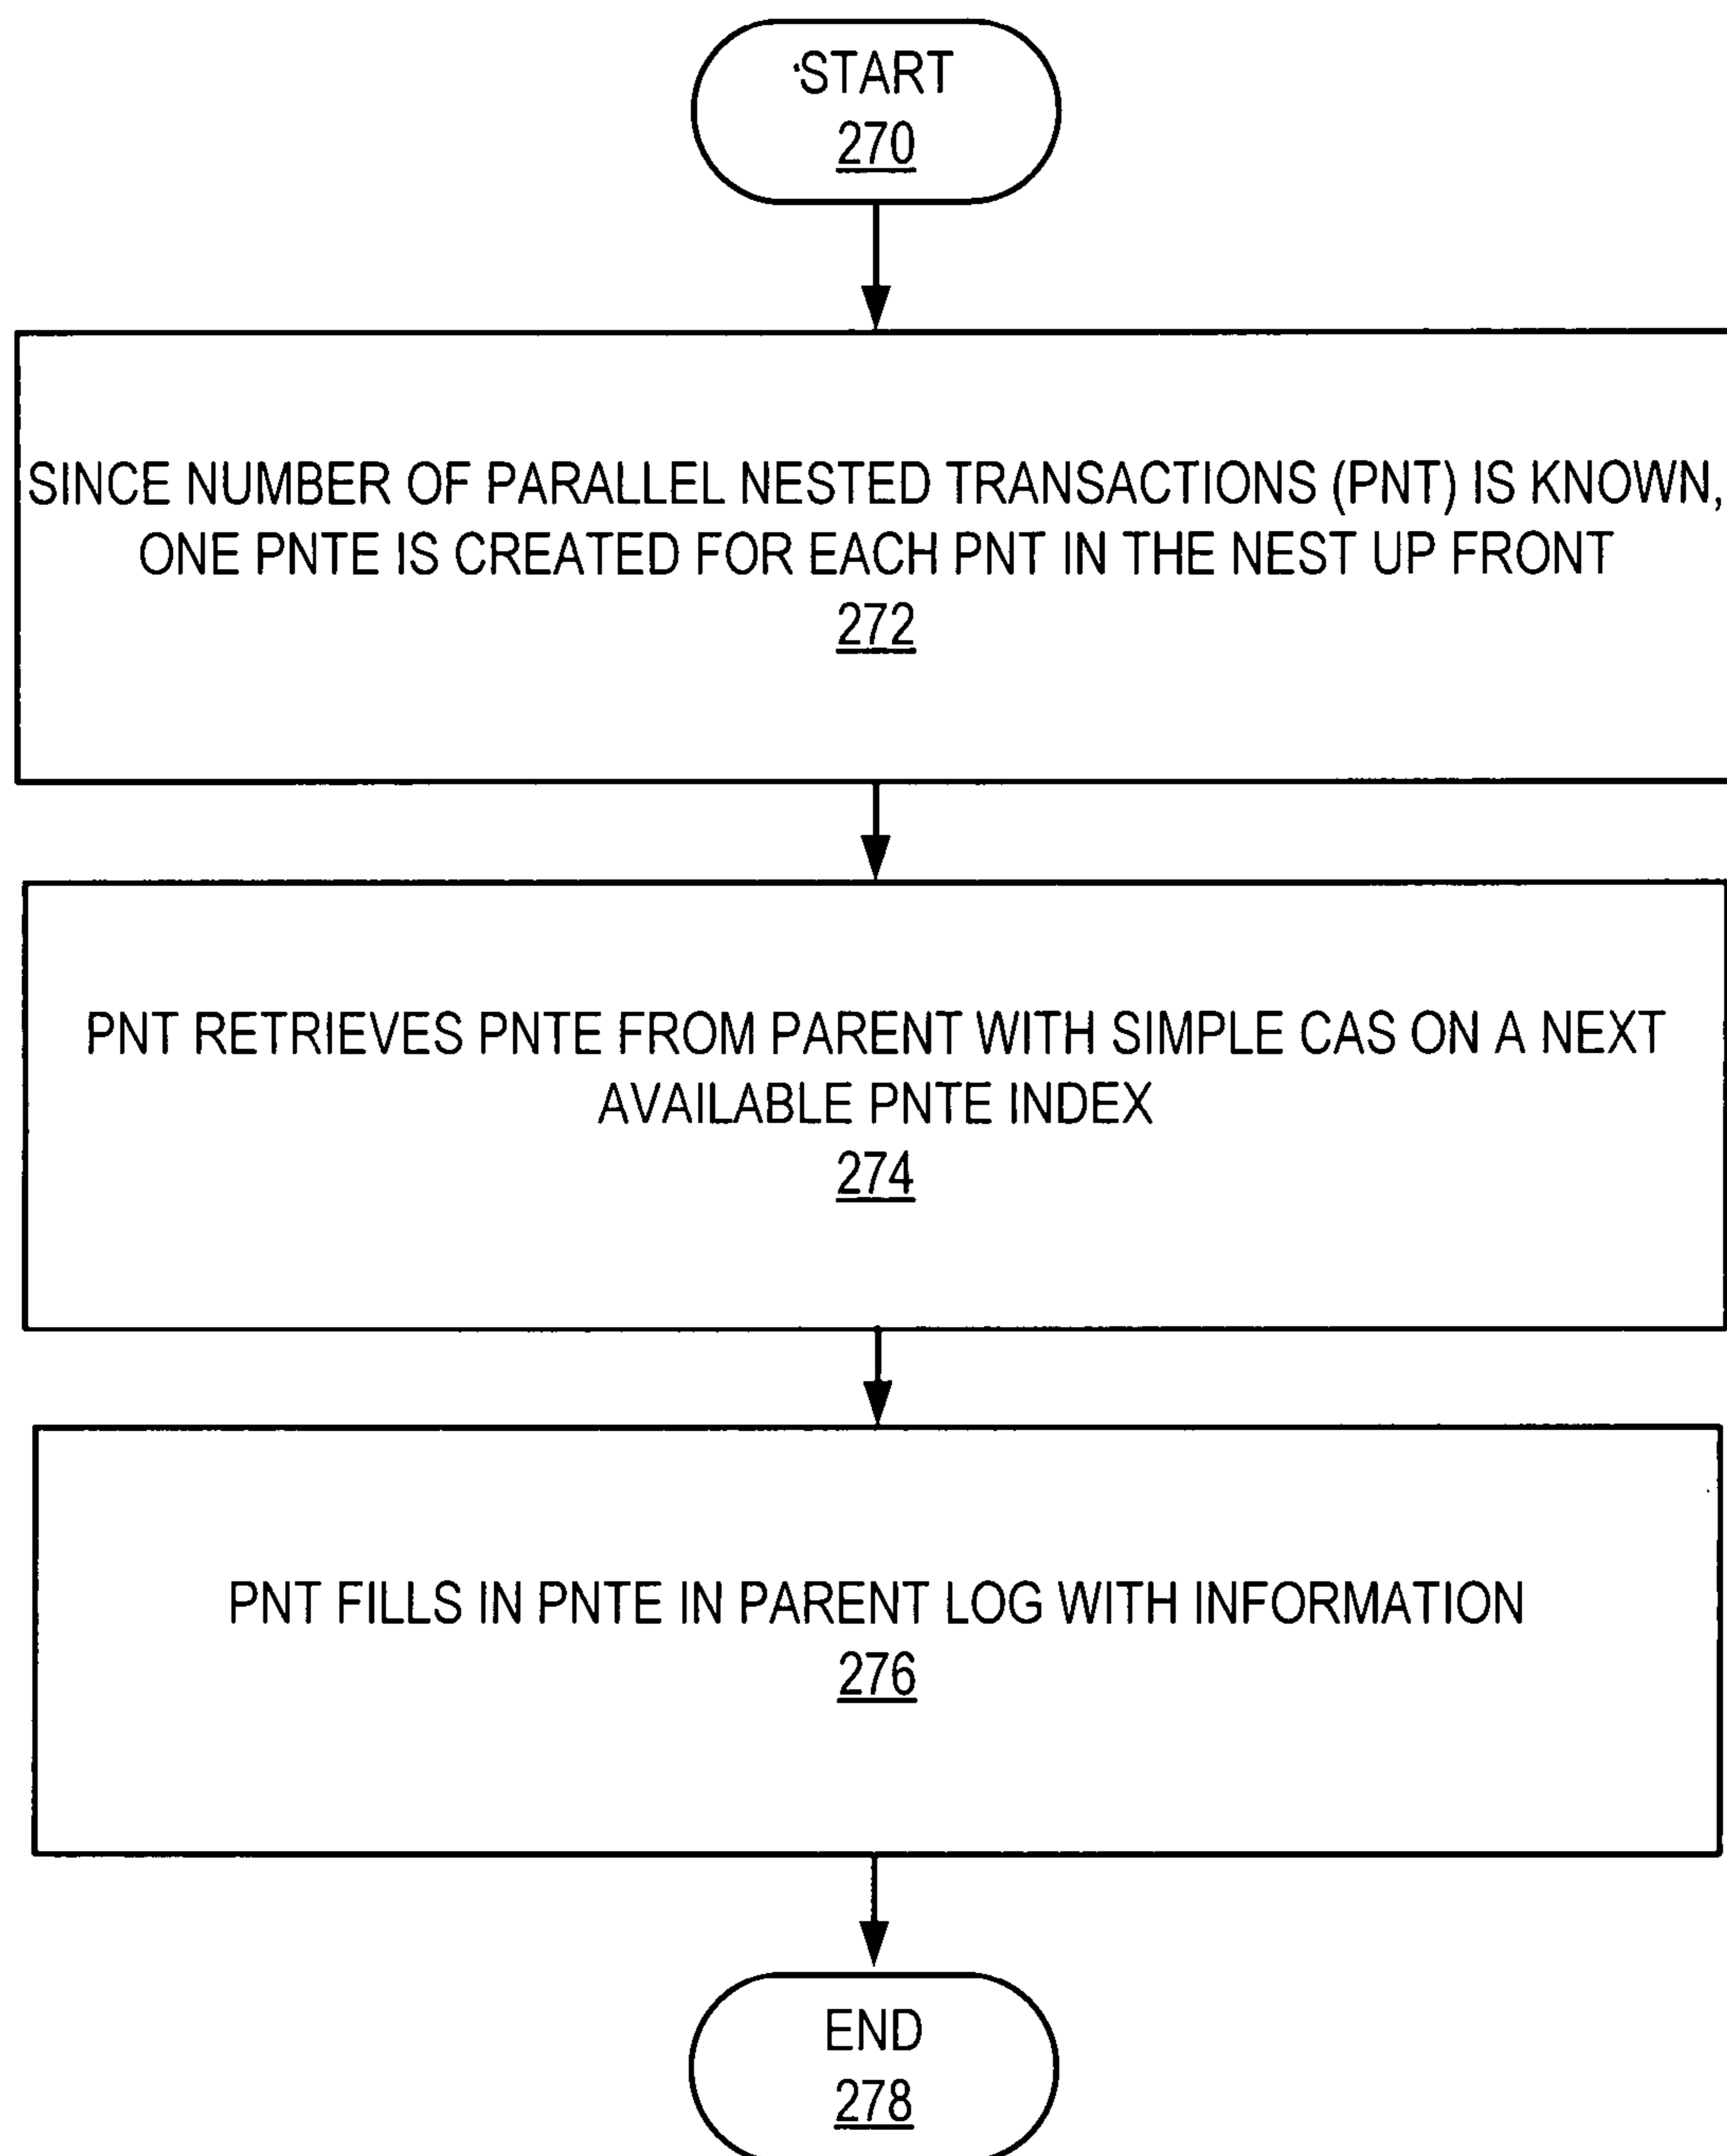 START
270
SINCE NUMBER OF PARALLEL NESTED TRANSACTIONS (PNT) IS KNOWN,
ONE PNTE IS CREATED FOR EACH PNT IN THE NEST UP FRONT
272
PNT RETRIEVES PNTE FROM PARENT WITH SIMPLE CAS ON A NEXT
AVAILABLE PNTE INDEX
274
PNT FILLS IN PNTE IN PARENT LOG WITH INFORMATION
276
END
278